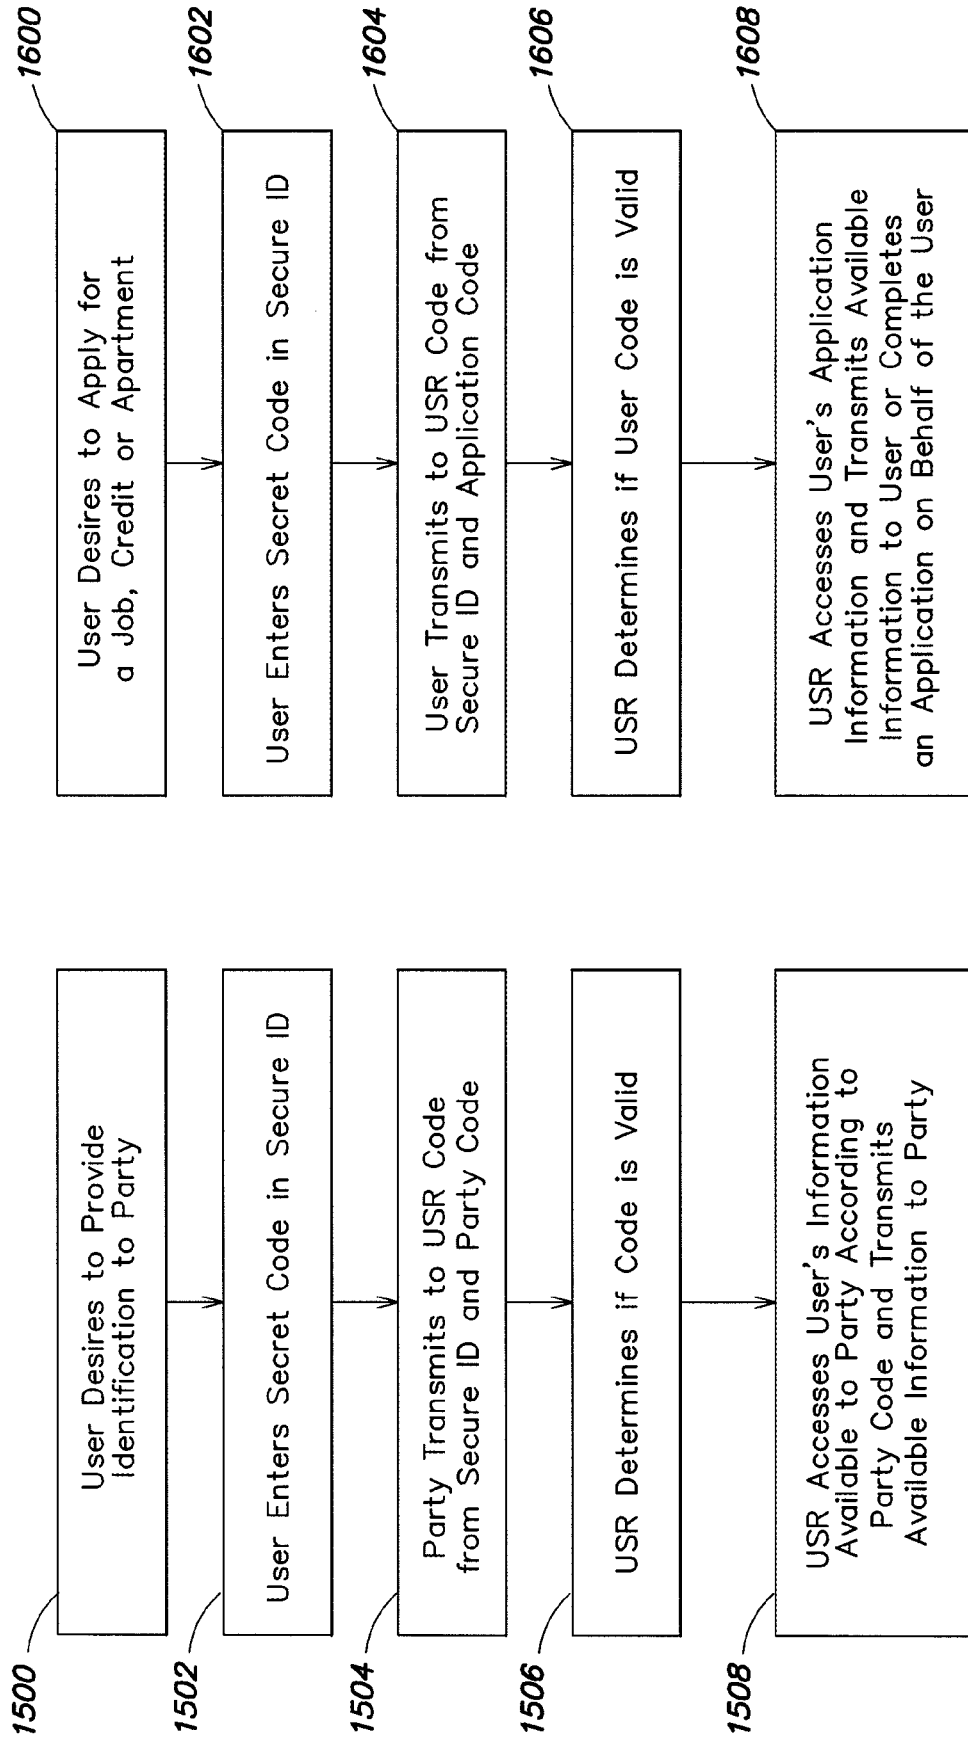 1500
User Desires to Provide
Identification to Party
1502
User Enters Secret Code in Secure ID
1504
Party Transmits to USR Code
from Secure ID and Party Code
1506
USR Determines if Code is Valid
1508
USR Accesses User's Information
Available to Party According to
Party Code and Transmits
Available Information to Party
1600
User Desires to Apply for
a Job, Credit or Apartment
1602
User Enters Secret Code in Secure ID
1604
User Transmits to USR Code from
Secure ID and Application Code
1606
USR Determines if User Code is Valid
1608
USR Accesses User's Application
Information and Transmits Available
Information to User or Completes
an Application on Behalf of the User